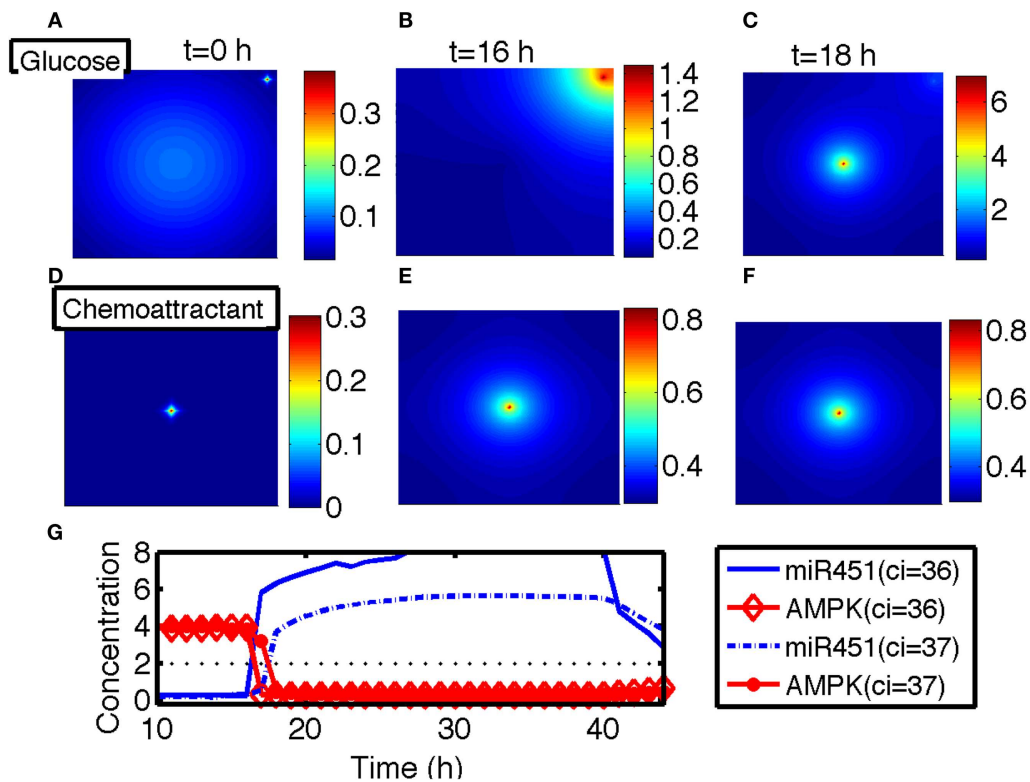 A
B
C
t=0 h
t=16 h
t=18 h
Glucose
0.3
0.2
0.1
1.4
1.2
1
0.8
0.6
0.4
0.2
6
4
2
D
E
F
Chemoattractant
0.3
0.2
0.1
0
0.8
0.6
0.4
0.8
0.6
0.4
G
Concentration
8
6
4
2
0
10
20
30
40
Time (h)
miR451(ci=36)
AMPK(ci=36)
miR451(ci=37)
AMPK(ci=37)